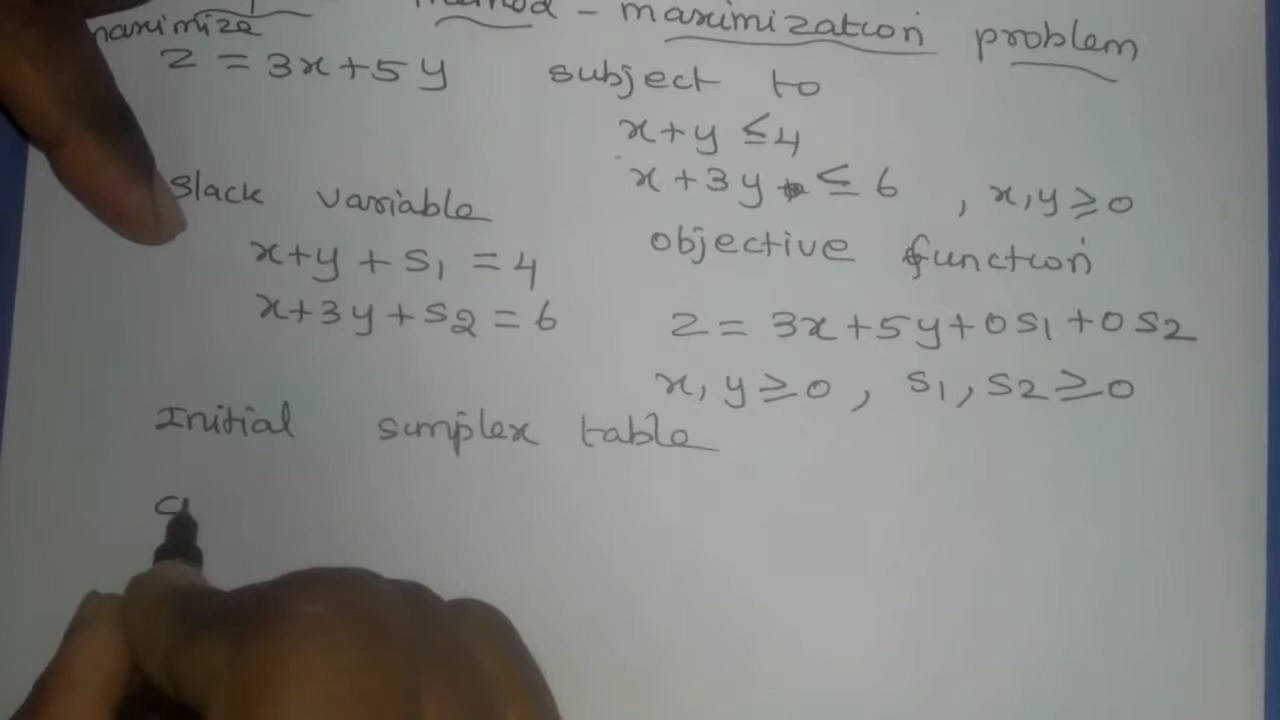 method - maximization problem
maximize
Z = 3x+5y subject to
x+y ≤4
x+3y ≤ 6 , x,y ≥0
Slack variable
x+y + S1 = 4
x+3y+S2 = 6
objective function
Z = 3x+5y+0S1+0S2
x, y ≥0 , S1, S2 ≥0
Initial simplex table